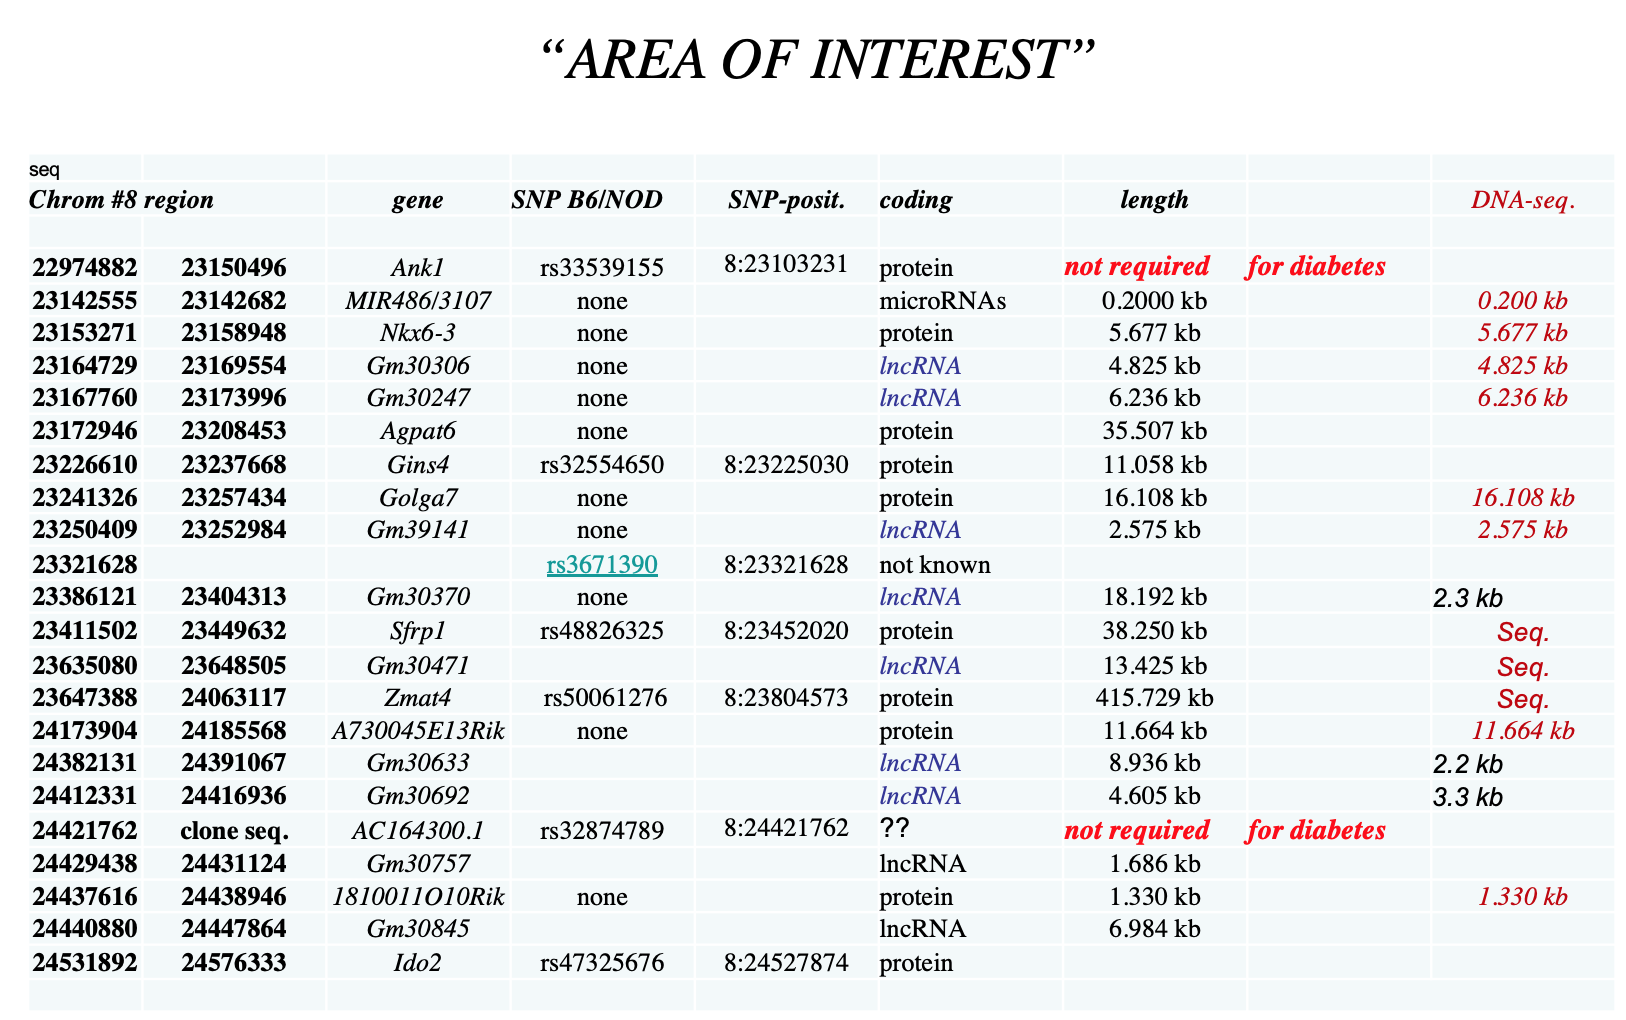 “AREA OF INTEREST”
seq
Chrom #8 region gene SNP B6/NOD SNP-posit. coding length DNA-seq.
22974882 23150496 Ank1 rs33539155 8:23103231 protein not required for diabetes
23142555 23142682 MIR486/3107 none microRNAs 0.2000 kb 0.200 kb
23153271 23158948 Nkx6-3 none protein 5.677 kb 5.677 kb
23164729 23169554 Gm30306 none lncRNA 4.825 kb 4.825 kb
23167760 23173996 Gm30247 none lncRNA 6.236 kb 6.236 kb
23172946 23208453 Agpat6 none protein 35.507 kb
23226610 23237668 Gins4 rs32554650 8:23225030 protein 11.058 kb
23241326 23257434 Golga7 none protein 16.108 kb 16.108 kb
23250409 23252984 Gm39141 none lncRNA 2.575 kb 2.575 kb
23321628 rs3671390 8:23321628 not known
23386121 23404313 Gm30370 none lncRNA 18.192 kb 2.3 kb
23411502 23449632 Sfrp1 rs48826325 8:23452020 protein 38.250 kb Seq.
23635080 23648505 Gm30471 lncRNA 13.425 kb Seq.
23647388 24063117 Zmat4 rs50061276 8:23804573 protein 415.729 kb Seq.
24173904 24185568 A730045E13Rik none protein 11.664 kb 11.664 kb
24382131 24391067 Gm30633 lncRNA 8.936 kb 2.2 kb
24412331 24416936 Gm30692 lncRNA 4.605 kb 3.3 kb
24421762 clone seq. AC164300.1 rs32874789 8:24421762 ?? not required for diabetes
24429438 24431124 Gm30757 lncRNA 1.686 kb
24437616 24438946 1810011O10Rik none protein 1.330 kb 1.330 kb
24440880 24447864 Gm30845 lncRNA 6.984 kb
24531892 24576333 Ido2 rs47325676 8:24527874 protein